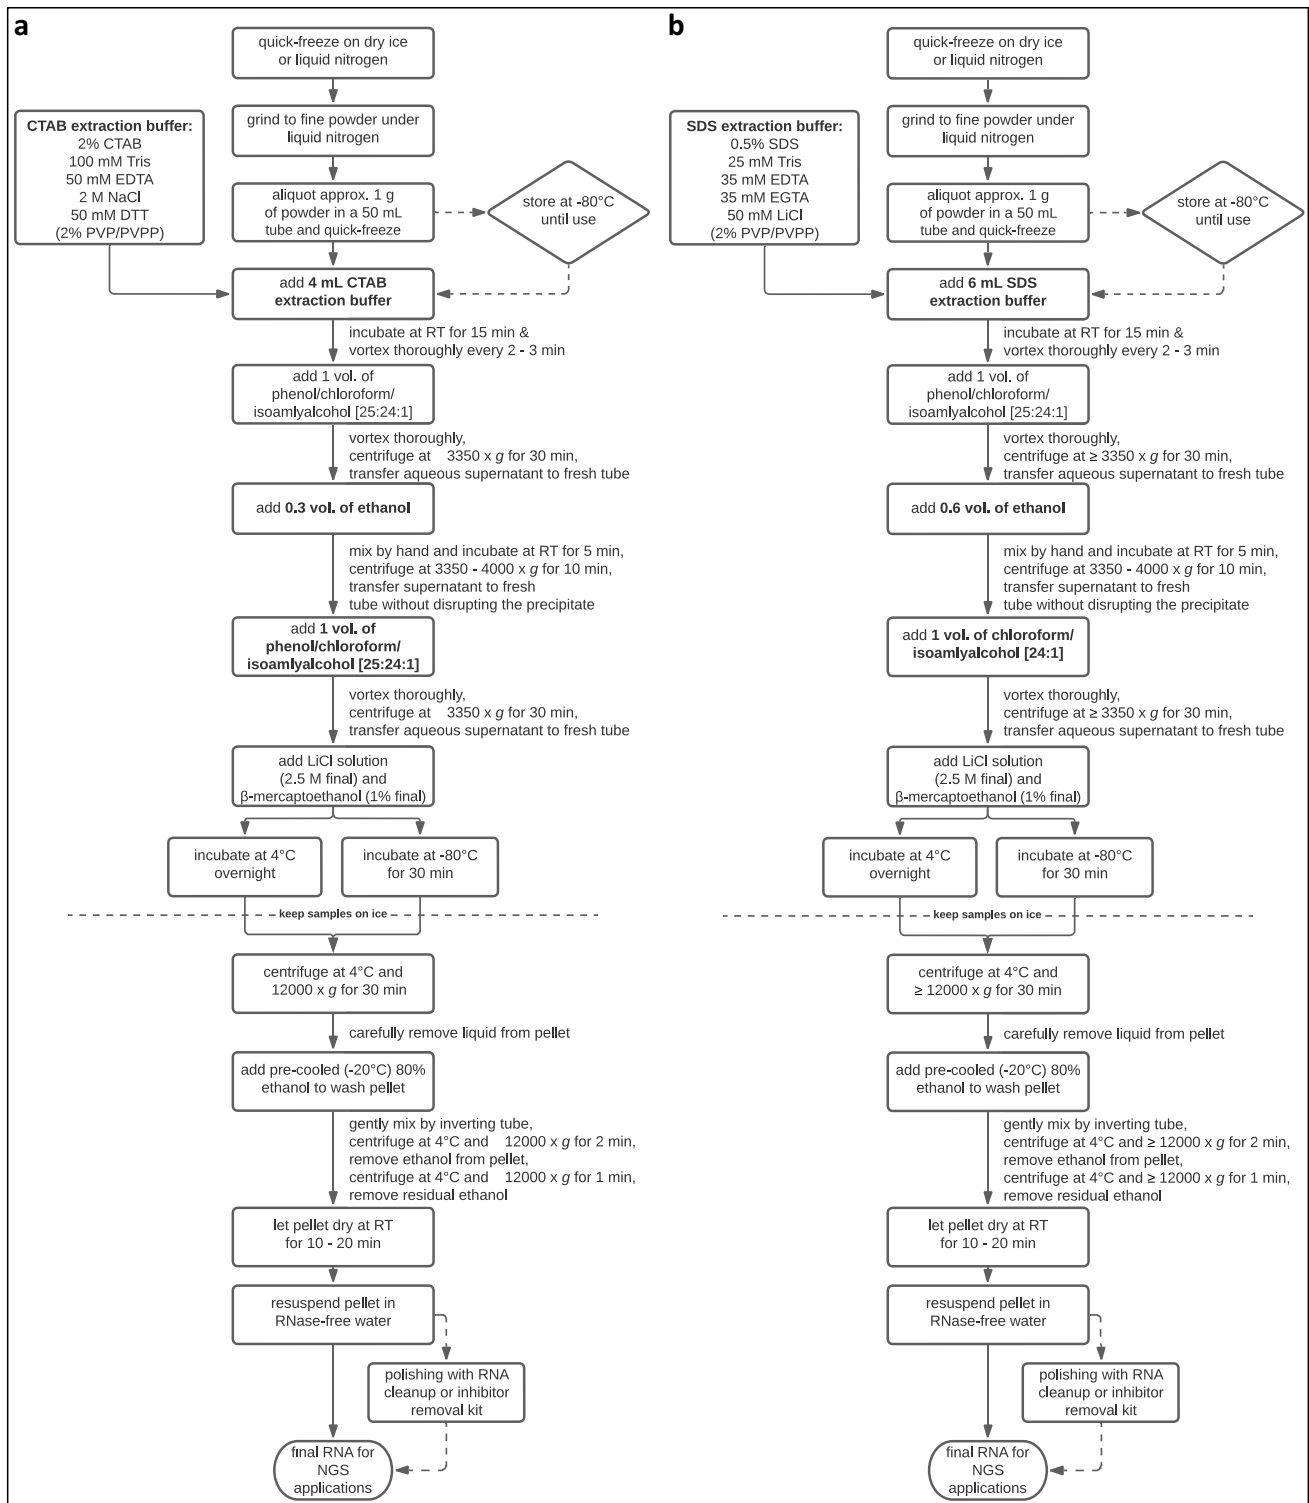 a
quick-freeze on dry ice
or liquid nitrogen
grind to fine powder under
liquid nitrogen
CTAB extraction buffer:
2% CTAB
100 mM Tris
50 mM EDTA
2 M NaCl
50 mM DTT
(2% PVP/PVPP)
aliquot approx. 1 g
of powder in a 50 mL
tube and quick-freeze
store at -80°C
until use
add 4 mL CTAB
extraction buffer
incubate at RT for 15 min &
vortex thoroughly every 2 - 3 min
add 1 vol. of
phenol/chloroform/
isoamlyalcohol [25:24:1]
vortex thoroughly,
centrifuge at 3350 x g for 30 min,
transfer aqueous supernatant to fresh tube
add 0.3 vol. of ethanol
mix by hand and incubate at RT for 5 min,
centrifuge at 3350 - 4000 x g for 10 min,
transfer supernatant to fresh
tube without disrupting the precipitate
add 1 vol. of
phenol/chloroform/
isoamlyalcohol [25:24:1]
vortex thoroughly,
centrifuge at 3350 x g for 30 min,
transfer aqueous supernatant to fresh tube
add LiCl solution
(2.5 M final) and
β-mercaptoethanol (1% final)
incubate at 4°C
overnight
incubate at -80°C
for 30 min
keep samples on ice
centrifuge at 4°C and
12000 x g for 30 min
carefully remove liquid from pellet
add pre-cooled (-20°C) 80%
ethanol to wash pellet
gently mix by inverting tube,
centrifuge at 4°C and 12000 x g for 2 min,
remove ethanol from pellet,
centrifuge at 4°C and 12000 x g for 1 min,
remove residual ethanol
let pellet dry at RT
for 10 - 20 min
resuspend pellet in
RNase-free water
polishing with RNA
cleanup or inhibitor
removal kit
final RNA for
NGS
applications
b
quick-freeze on dry ice
or liquid nitrogen
grind to fine powder under
liquid nitrogen
SDS extraction buffer:
0.5% SDS
25 mM Tris
35 mM EDTA
35 mM EGTA
50 mM LiCl
(2% PVP/PVPP)
aliquot approx. 1 g
of powder in a 50 mL
tube and quick-freeze
store at -80°C
until use
add 6 mL SDS
extraction buffer
incubate at RT for 15 min &
vortex thoroughly every 2 - 3 min
add 1 vol. of
phenol/chloroform/
isoamlyalcohol [25:24:1]
vortex thoroughly,
centrifuge at ≥ 3350 x g for 30 min,
transfer aqueous supernatant to fresh tube
add 0.6 vol. of ethanol
mix by hand and incubate at RT for 5 min,
centrifuge at 3350 - 4000 x g for 10 min,
transfer supernatant to fresh
tube without disrupting the precipitate
add 1 vol. of chloroform/
isoamlyalcohol [24:1]
vortex thoroughly,
centrifuge at ≥ 3350 x g for 30 min,
transfer aqueous supernatant to fresh tube
add LiCl solution
(2.5 M final) and
β-mercaptoethanol (1% final)
incubate at 4°C
overnight
incubate at -80°C
for 30 min
keep samples on ice
centrifuge at 4°C and
≥ 12000 x g for 30 min
carefully remove liquid from pellet
add pre-cooled (-20°C) 80%
ethanol to wash pellet
gently mix by inverting tube,
centrifuge at 4°C and ≥ 12000 x g for 2 min,
remove ethanol from pellet,
centrifuge at 4°C and ≥ 12000 x g for 1 min,
remove residual ethanol
let pellet dry at RT
for 10 - 20 min
resuspend pellet in
RNase-free water
polishing with RNA
cleanup or inhibitor
removal kit
final RNA for
NGS
applications